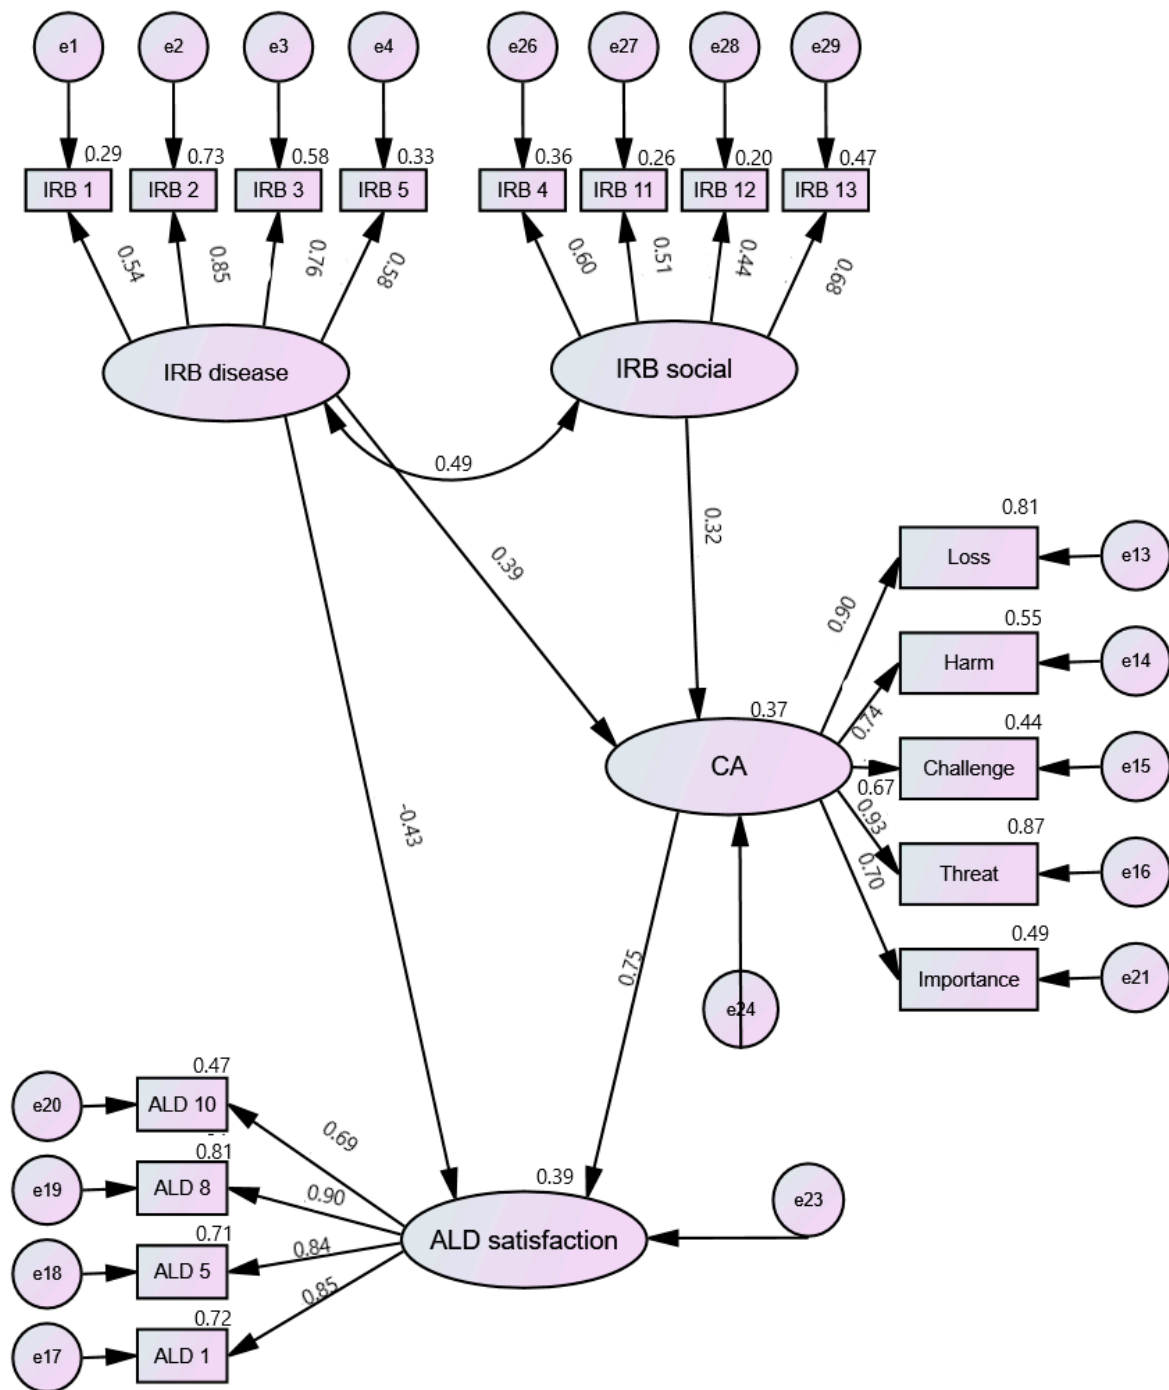 e1 e2 e3 e4 e26 e27 e28 e29
0.29 0.73 0.58 0.33 0.36 0.26 0.20 0.47
IRB 1 IRB 2 IRB 3 IRB 5 IRB 4 IRB 11 IRB 12 IRB 13
0.54 0.85 0.76 0.58 0.60 0.51 0.44 0.68
IRB disease IRB social
0.49
0.32
0.39
0.81
Loss e13
0.90
0.55
Harm e14
0.74
0.37
0.44
CA Challenge e15
0.67
0.93
0.87
Threat e16
0.70
-0.43
0.49
Importance e21
0.75
e24
0.47
e20 ALD 10
0.69
0.81
e19 ALD 8
0.90
0.39
e23
0.71
ALD satisfaction
0.84
e18 ALD 5
0.85
0.72
e17 ALD 1